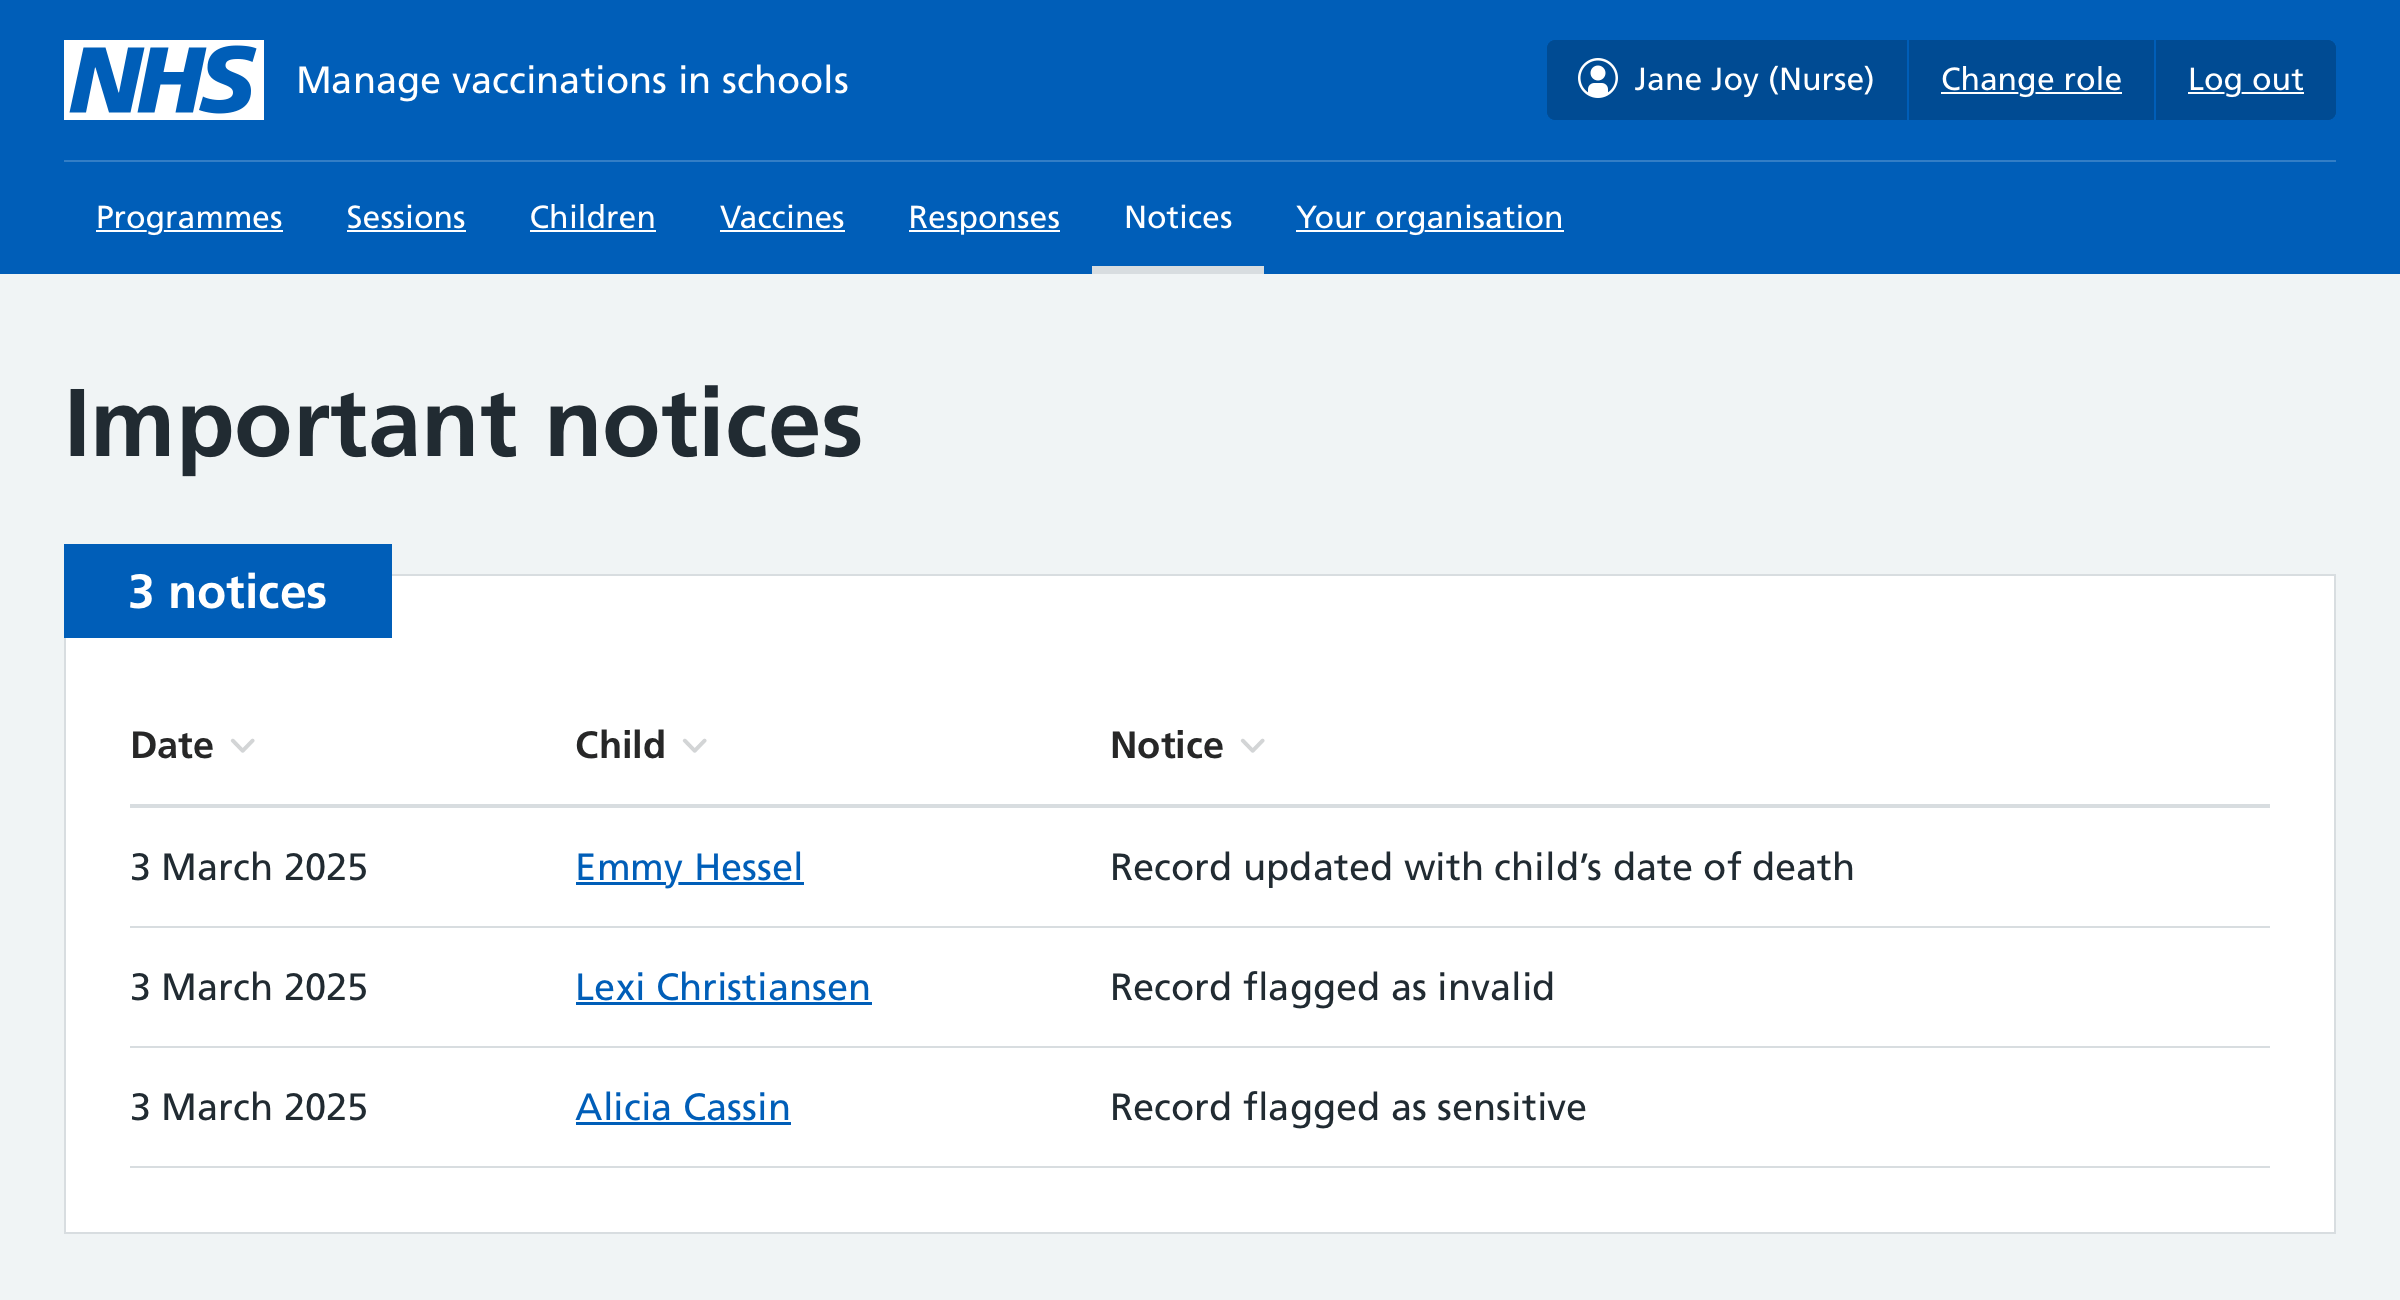 NHS Manage vaccinations in schools Jane Joy (Nurse) Change role Log out
Programmes Sessions Children Vaccines Responses Notices Your organisation
Important notices
3 notices
Date Child Notice
3 March 2025 Emmy Hessel Record updated with child’s date of death
3 March 2025 Lexi Christiansen Record flagged as invalid
3 March 2025 Alicia Cassin Record flagged as sensitive